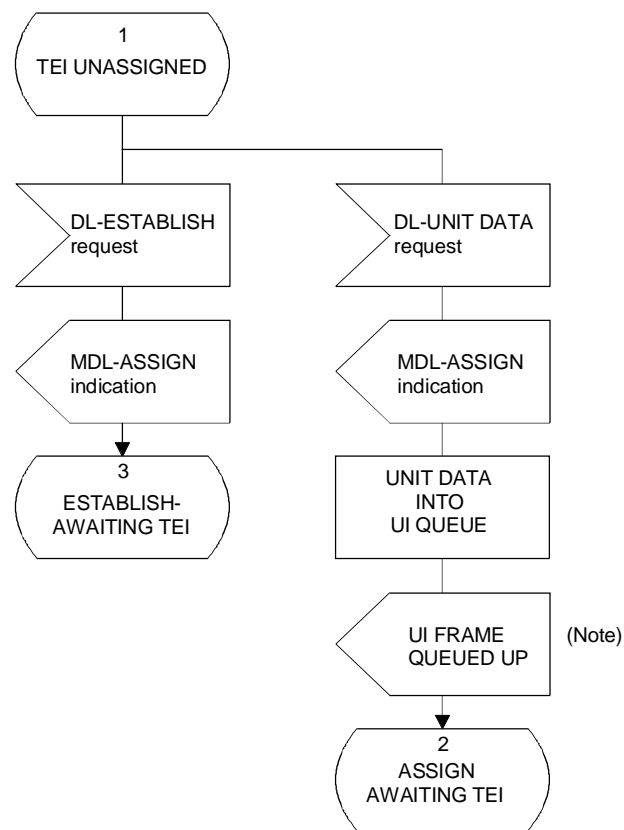 1
TEI UNASSIGNED
DL-ESTABLISH
request
DL-UNIT DATA
request
MDL-ASSIGN
indication
MDL-ASSIGN
indication
3
ESTABLISH-
AWAITING TEI
UNIT DATA
INTO
UI QUEUE
UI FRAME
QUEUED UP
(Note)
2
ASSIGN
AWAITING TEI